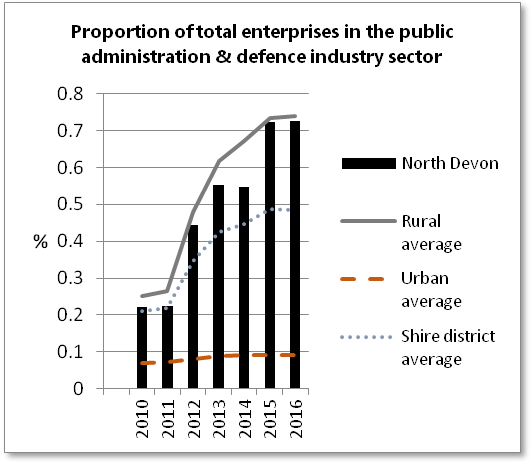 Proportion of total enterprises in the public
administration & defence industry sector
0.8
0.7
0.6
0.5
0.4
0.3
0.2
0.1
0
%
2010
2011
2012
2013
2014
2015
2016
North Devon
Rural
average
Urban
average
Shire district
average